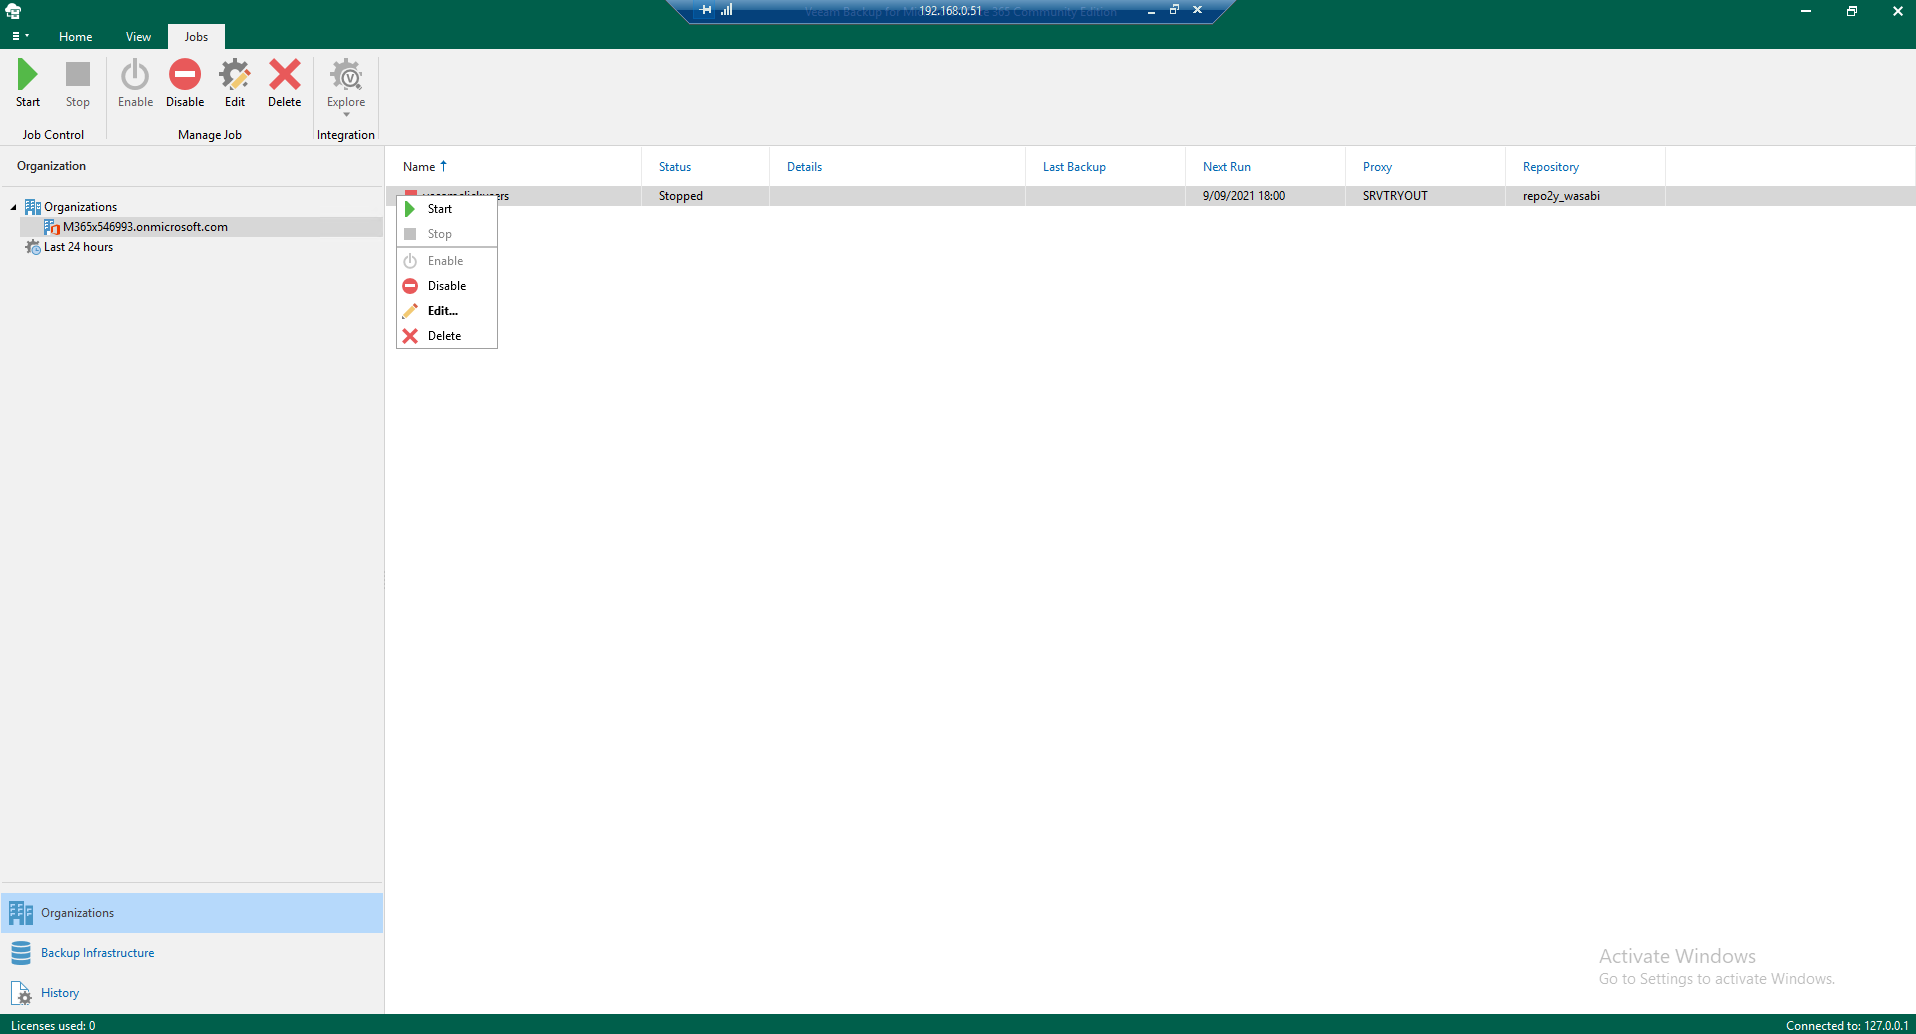 192.168.0.51
Veeam Backup for Mi 365 Community Edition
Home View Jobs
Start Stop Enable Disable Edit Delete Explore
Job Control Manage Job Integration
Organization
Name Status Details Last Backup Next Run Proxy Repository
Stopped 9/09/2021 18:00 SRVTRYOUT repo2y_wasabi
Organizations
M365x546993.onmicrosoft.com
Last 24 hours
Start
Stop
Enable
Disable
Edit...
Delete
Organizations
Backup Infrastructure
History
Activate Windows
Go to Settings to activate Windows.
Licenses used: 0
Connected to: 127.0.0.1